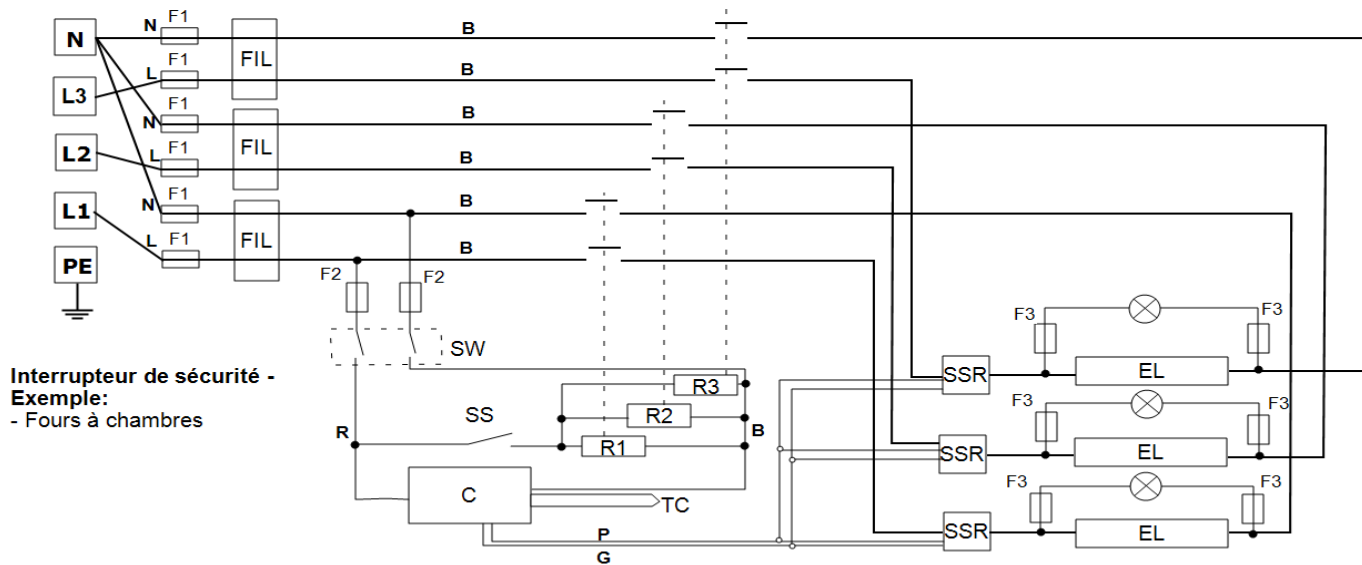 N F1 B
N
FIL
L F1 B
L3
F1
N
FIL
L F1 B
L2
F1
N B
L1
FIL
L F1 B
PE
F2 F2
SW
Interrupteur de sécurité -
Exemple:
- Fours à chambres
R3
SS R2
R B
R1
C
TC
P
G
F3 F3
SSR EL
F3 F3
SSR EL
F3 F3
SSR EL